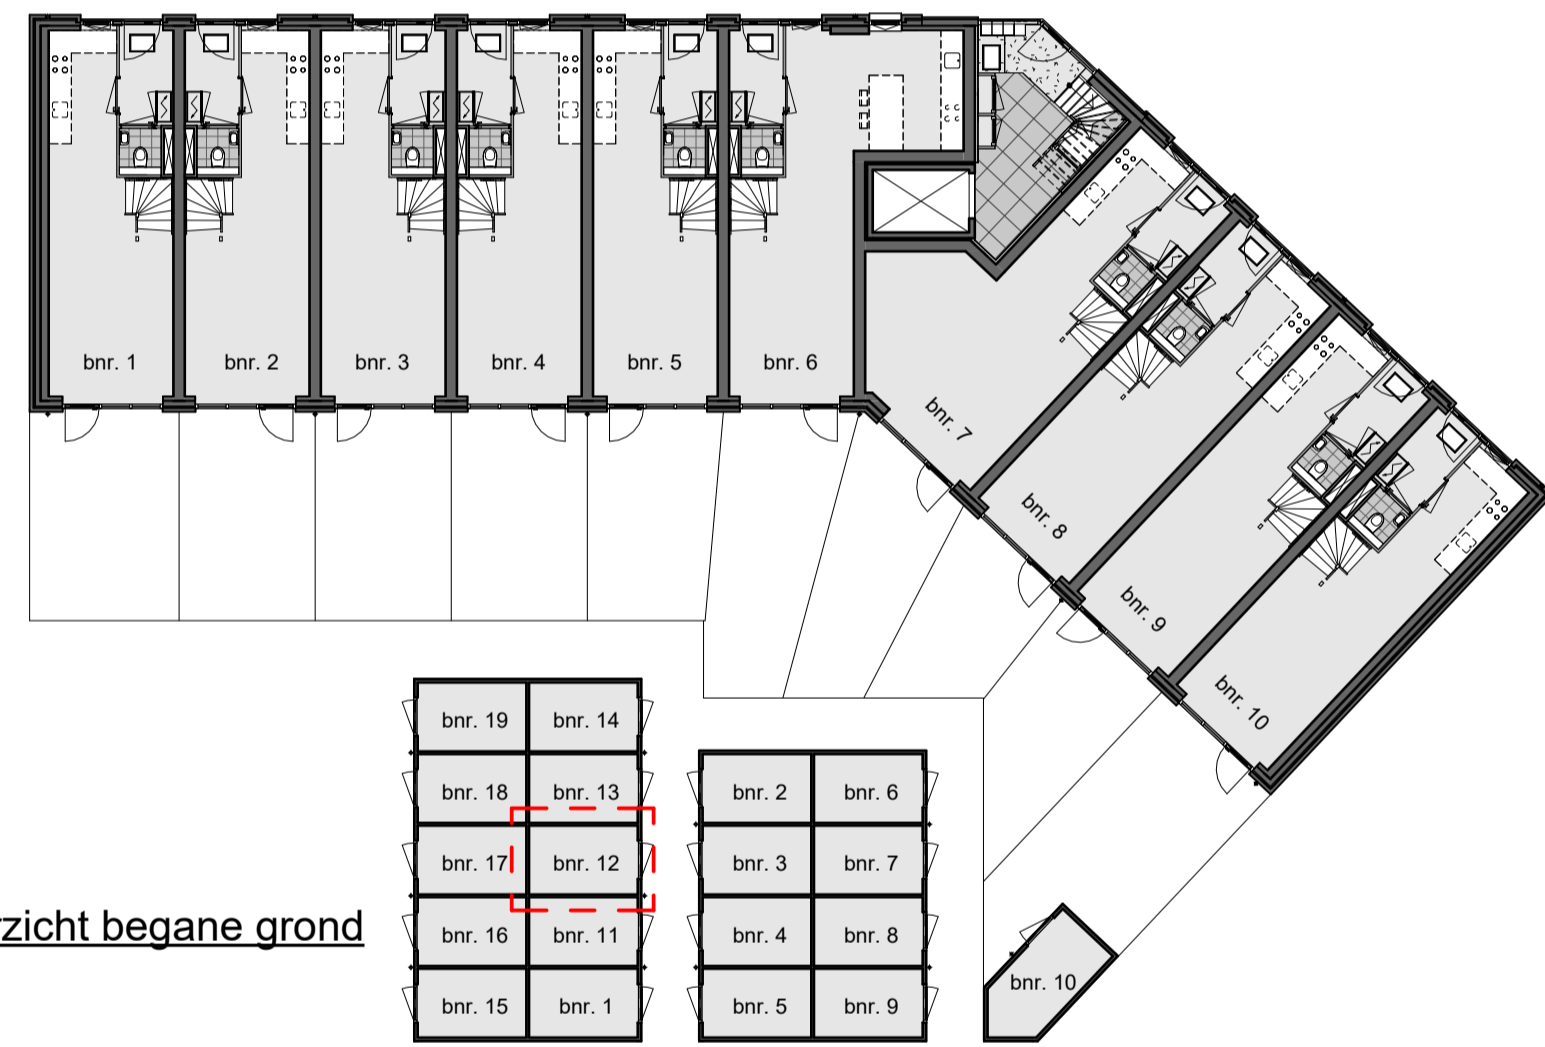 bnr. 1
bnr. 2
bnr. 3
bnr. 4
bnr. 5
bnr. 6
bnr. 7
bnr. 8
bnr. 9
bnr. 10
bnr. 19
bnr. 14
bnr. 18
bnr. 13
bnr. 17
bnr. 12
bnr. 16
bnr. 11
bnr. 15
bnr. 1
bnr. 2
bnr. 6
bnr. 3
bnr. 7
bnr. 4
bnr. 8
bnr. 5
bnr. 9
bnr. 10
rzicht begane grond